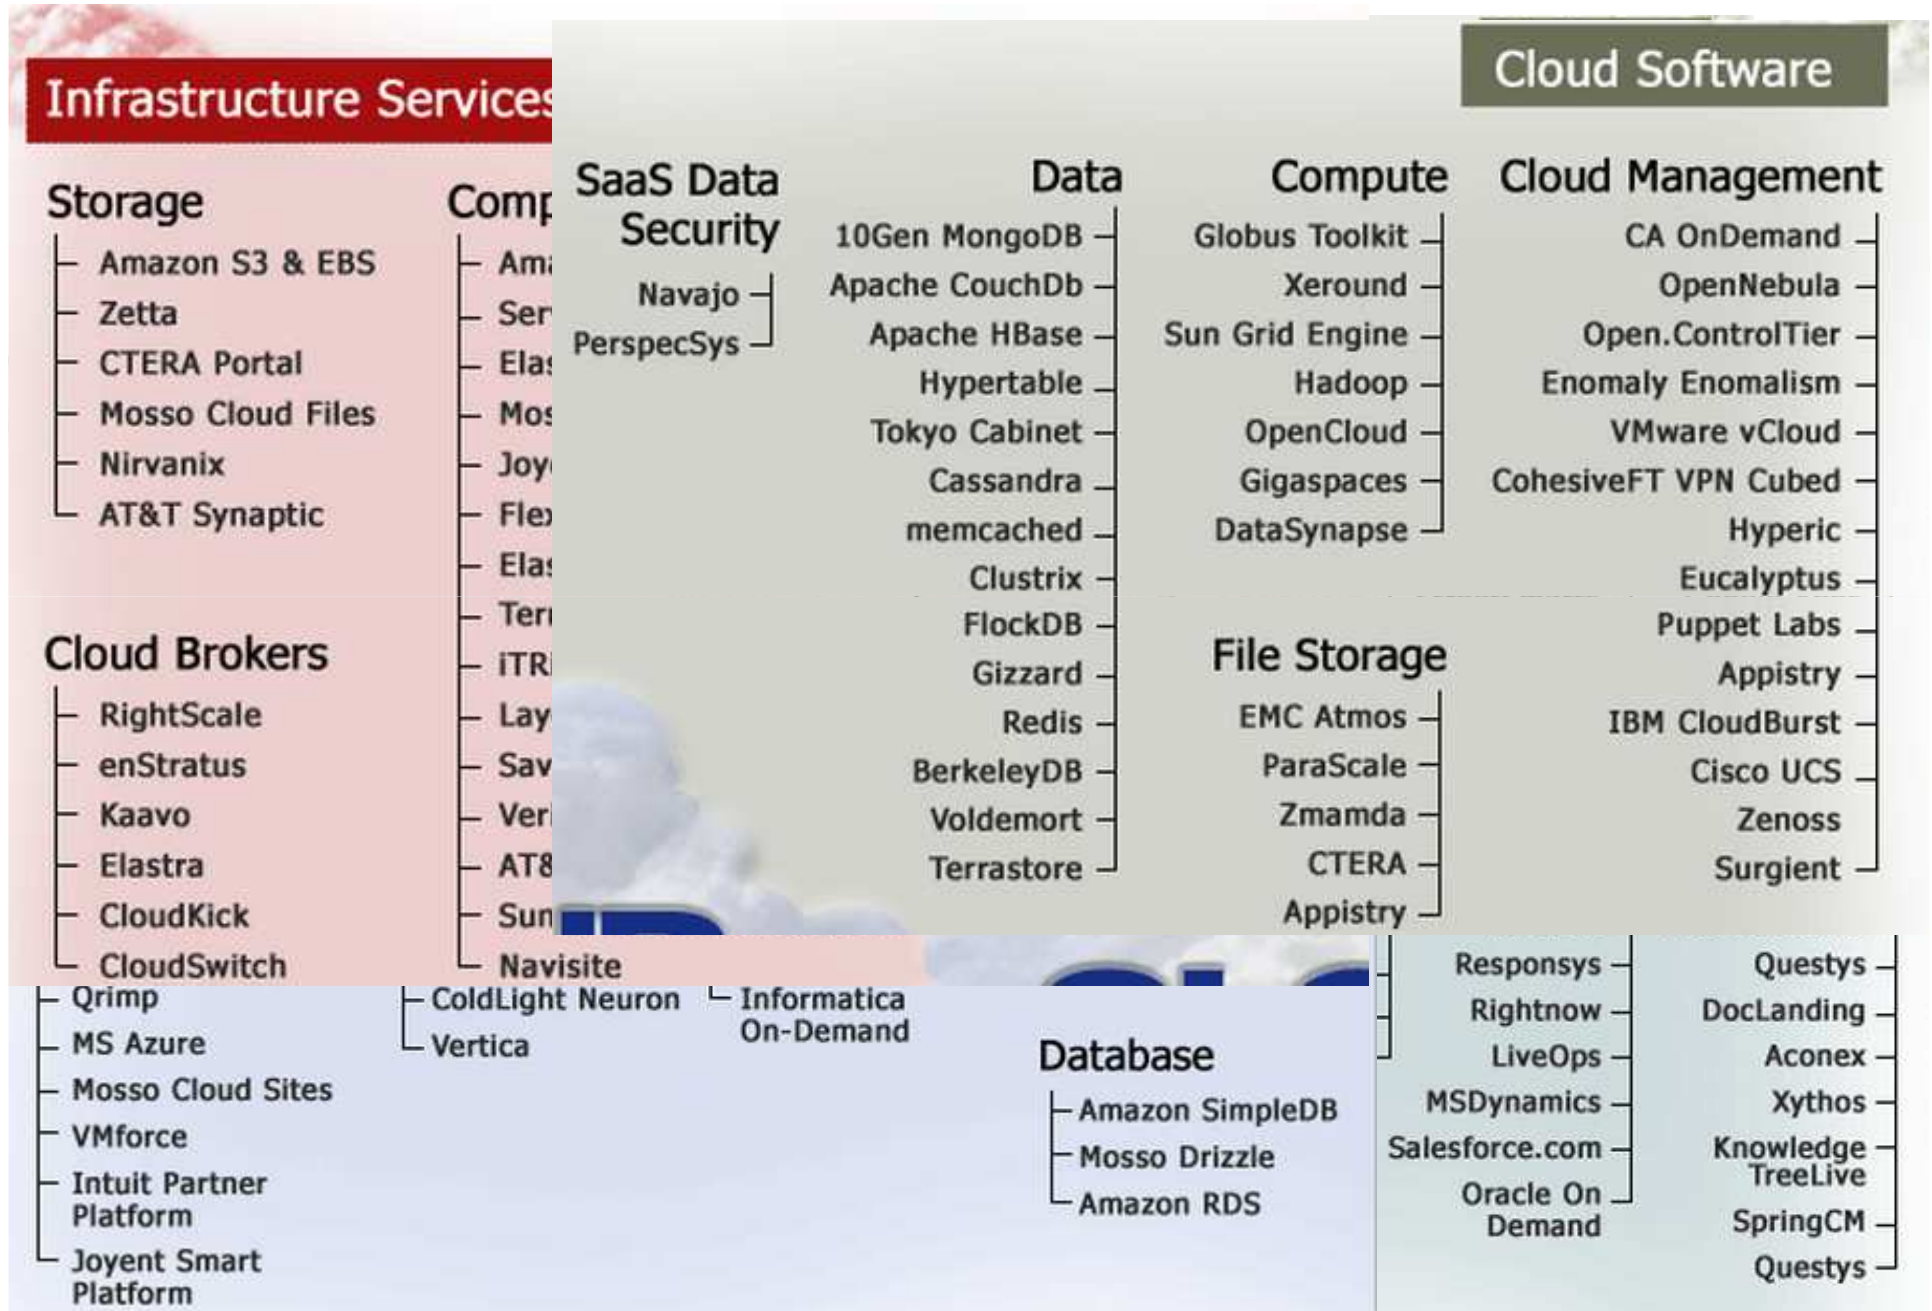 Infrastructure Services
Storage
Amazon S3 & EBS
Zetta
CTERA Portal
Mosso Cloud Files
Nirvanix
AT&T Synaptic
Cloud Brokers
RightScale
enStratus
Kaavo
Elastra
CloudKick
CloudSwitch
Navisite
Cloud Software
SaaS Data
Security
Navajo
PerspecSys
Data
10Gen MongoDB
Apache CouchDb
Apache HBase
Hypertable
Tokyo Cabinet
Cassandra
memcached
Clustrix
FlockDB
Gizzard
Redis
BerkeleyDB
Voldemort
Terrastore
Compute
Globus Toolkit
Xeround
Sun Grid Engine
Hadoop
OpenCloud
Gigaspaces
DataSynapse
File Storage
EMC Atmos
ParaScale
Zmamda
CTERA
Appistry
Cloud Management
CA OnDemand
OpenNebula
Open.ControlTier
Enomaly Enomalism
VMware vCloud
CohesiveFT VPN Cubed
Hyperic
Eucalyptus
Puppet Labs
Appistry
IBM CloudBurst
Cisco UCS
Zenoss
Surgient
Qrimp
MS Azure
Mosso Cloud Sites
VMforce
Intuit Partner
Platform
Joyent Smart
Platform
ColdLight Neuron
Vertica
Informatica
On-Demand
Database
Amazon SimpleDB
Mosso Drizzle
Amazon RDS
Responsys
Rightnow
LiveOps
MSDynamics
Salesforce.com
Oracle On
Demand
Questys
DocLanding
Aconex
Xythos
Knowledge
TreeLive
SpringCM
Questys